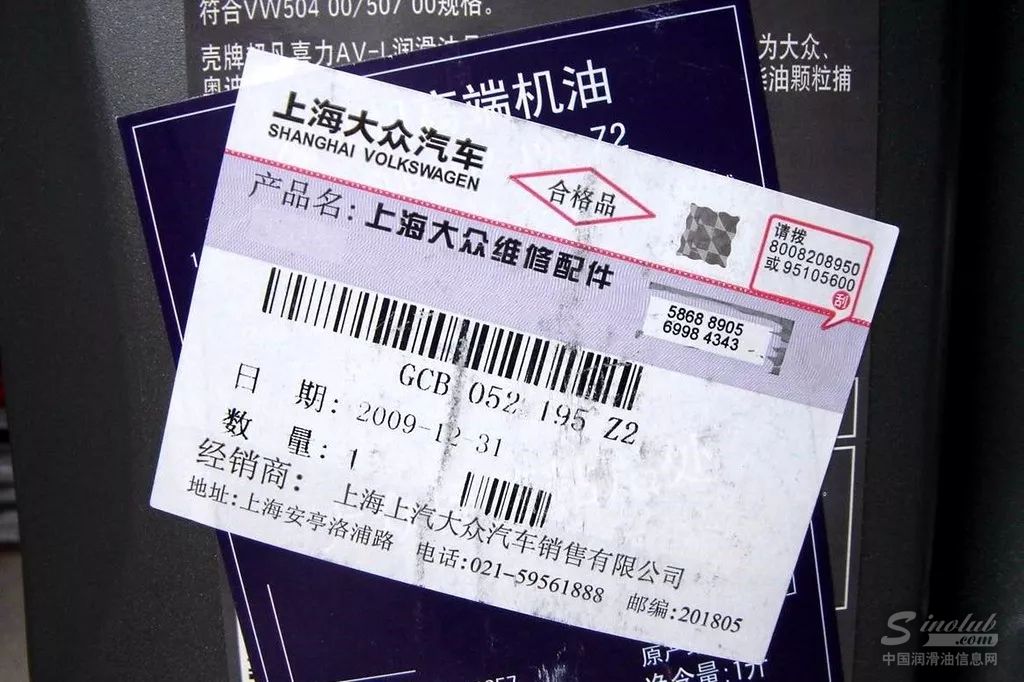 符合VW504 00/507 00规格。
壳牌超凡喜力AV-L润滑油
为大众、
奥迪
油颗粒捕
高端机油
Z2
上海大众汽车
SHANGHAI VOLKSWAGEN
合格品
请拨
8008208950
或95105600
刮
产品名：上海大众维修配件
5868 8905
6998 4343
GCB 052 195 Z2
日 期：2009-12-31
数 量：1
经销商：上海上汽大众汽车销售有限公司
地址：上海安亭洛浦路 电话：021-59561888 邮编：201805
原产
净含量：1升
Sinolub
.com
中国润滑油信息网